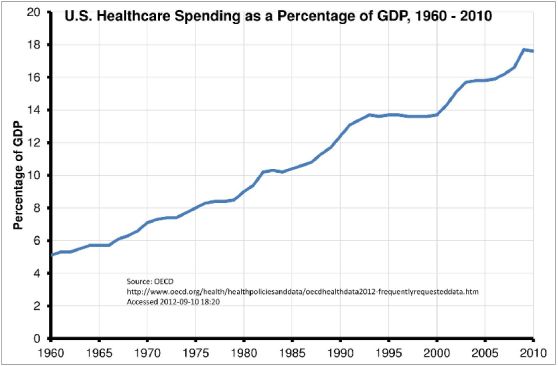 U.S. Healthcare Spending as a Percentage of GDP, 1960 - 2010
Percentage of GDP
20
18
16
14
12
10
8
6
4
2
0
Source: OECD
http://www.oecd.org/health/healthpoliciesanddata/oecdhealthdata2012-frequentlyrequesteddata.htm
Accessed 2012-09-10 18:20
1960 1965 1970 1975 1980 1985 1990 1995 2000 2005 2010